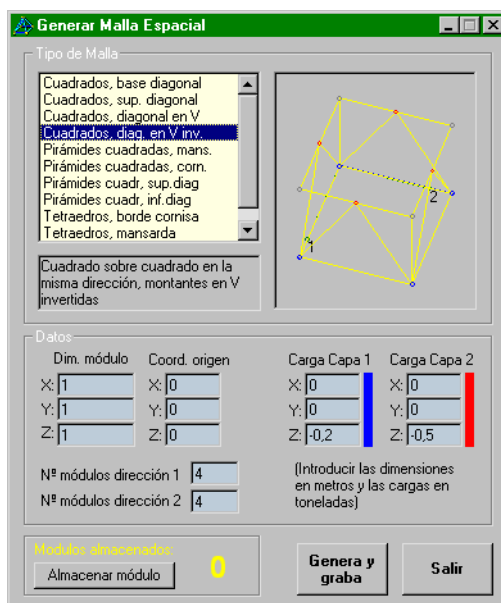 Generar Malla Espacial
Tipo de Malla
Cuadrados, base diagonal
Cuadrados, sup. diagonal
Cuadrados, diagonal en V
Cuadrados, diag. en V inv.
Pirámides cuadradas, mans.
Pirámides cuadradas, corn.
Pirámides cuadr, sup.diag
Pirámides cuadr, inf.diag
Tetraedros, borde cornisa
Tetraedros, mansarda
1
2
Cuadrado sobre cuadrado en la
misma dirección, montantes en V
invertidas
Datos
Dim. módulo Coord. origen Carga Capa 1 Carga Capa 2
X: 1 X: 0 X: 0 X: 0
Y: 1 Y: 0 Y: 0 Y: 0
Z: 1 Z: 0 Z: -0,2 Z: -0,5
Nº módulos dirección 1 4
Nº módulos dirección 2 4
(Introducir las dimensiones
en metros y las cargas en
toneladas)
Modulos almacenados:
0
Almacenar módulo
Genera y
graba
Salir